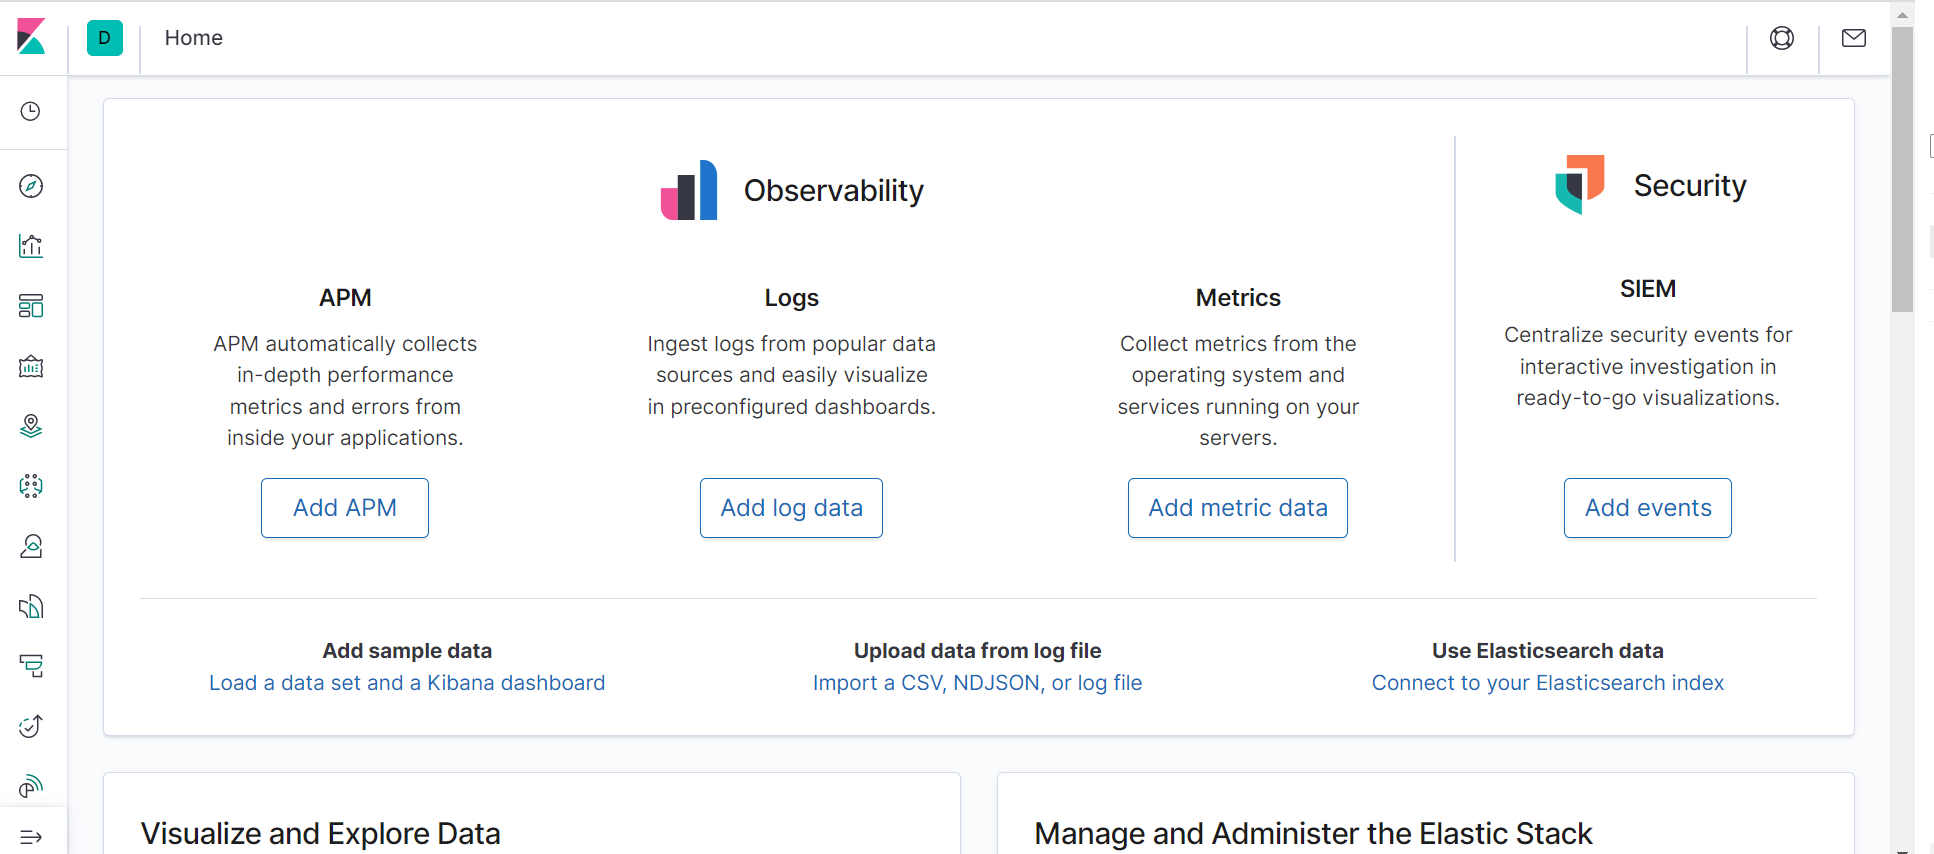 D
Home
Observability
Security
APM
APM automatically collects
in-depth performance
metrics and errors from
inside your applications.
Add APM
Logs
Ingest logs from popular data
sources and easily visualize
in preconfigured dashboards.
Add log data
Metrics
Collect metrics from the
operating system and
services running on your
servers.
Add metric data
SIEM
Centralize security events for
interactive investigation in
ready-to-go visualizations.
Add events
Add sample data
Load a data set and a Kibana dashboard
Upload data from log file
Import a CSV, NDJSON, or log file
Use Elasticsearch data
Connect to your Elasticsearch index
Visualize and Explore Data
Manage and Administer the Elastic Stack